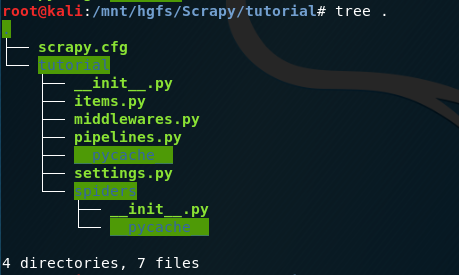 root@kali:/mnt/hgfs/Scrapy/tutorial# tree .
.
├── scrapy.cfg
└── tutorial
    ├── __init__.py
    ├── items.py
    ├── middlewares.py
    ├── pipelines.py
    ├── __pycache__
    ├── settings.py
    └── spiders
        ├── __init__.py
        └── __pycache__
4 directories, 7 files